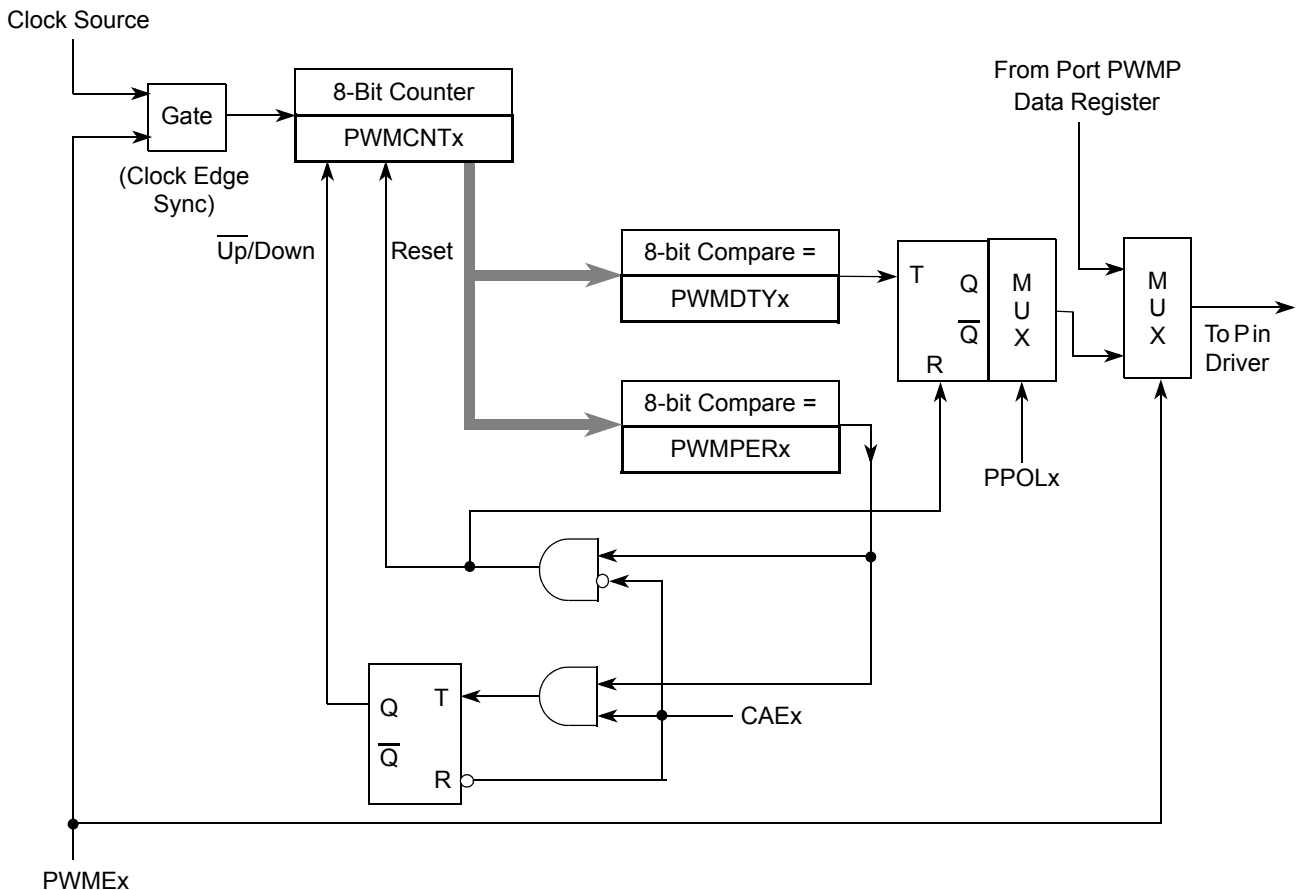 Clock Source
From Port PWMP
Data Register
8-Bit Counter
Gate
PWMCNTx
(Clock Edge
Sync)
U̅p̅/Down
Reset
8-bit Compare =
PWMDTYx
T
Q
Q̅
R
M
U
X
M
U
X
To Pin
Driver
8-bit Compare =
PWMPERx
PPOLx
Q
T
Q̅
R
CAEx
PWMEx